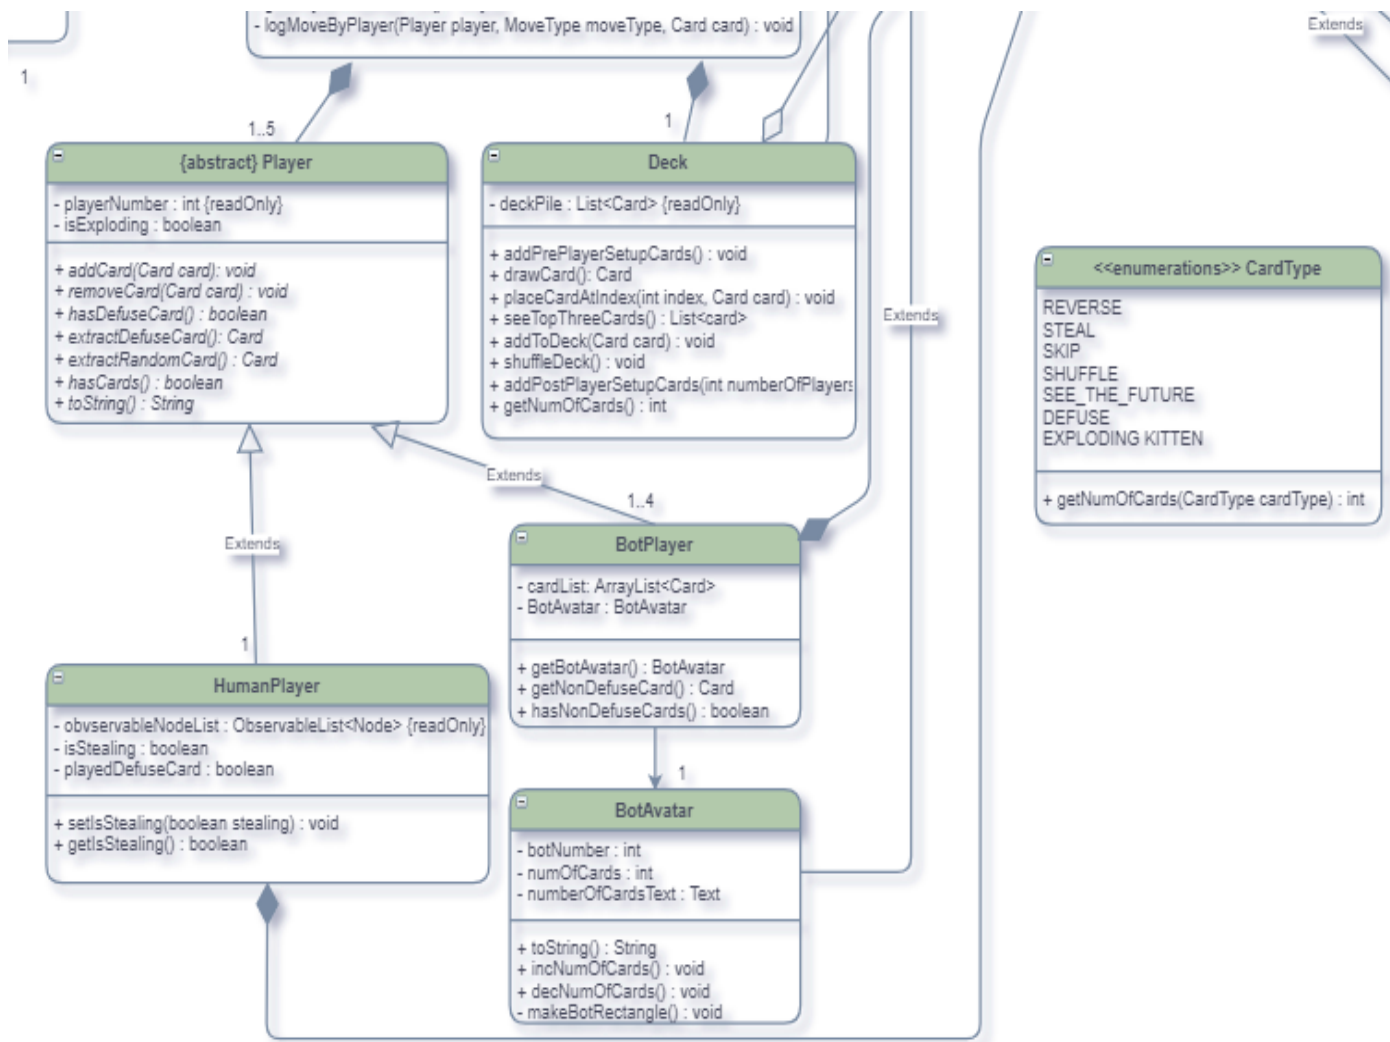 - logMoveByPlayer(Player player, MoveType moveType, Card card) : void
Extends
1
1..5
1
{abstract} Player
- playerNumber : int {readOnly}
- isExploding : boolean
+ addCard(Card card): void
+ removeCard(Card card) : void
+ hasDefuseCard() : boolean
+ extractDefuseCard(): Card
+ extractRandomCard() : Card
+ hasCards() : boolean
+ toString() : String
Deck
- deckPile : List<Card> {readOnly}
+ addPrePlayerSetupCards() : void
+ drawCard(): Card
+ placeCardAtIndex(int index, Card card) : void
+ seeTopThreeCards() : List<card>
+ addToDeck(Card card) : void
+ shuffleDeck() : void
+ addPostPlayerSetupCards(int numberOfPlayers
+ getNumOfCards() : int
Extends
<<enumerations>> CardType
REVERSE
STEAL
SKIP
SHUFFLE
SEE_THE_FUTURE
DEFUSE
EXPLODING KITTEN
+ getNumOfCards(CardType cardType) : int
Extends
1..4
Extends
1
BotPlayer
- cardList: ArrayList<Card>
- BotAvatar : BotAvatar
+ getBotAvatar() : BotAvatar
+ getNonDefuseCard() : Card
+ hasNonDefuseCards() : boolean
HumanPlayer
- obvservableNodeList : ObservableList<Node> {readOnly}
- isStealing : boolean
- playedDefuseCard : boolean
+ setIsStealing(boolean stealing) : void
+ getIsStealing() : boolean
1
BotAvatar
- botNumber : int
- numOfCards : int
- numberOfCardsText : Text
+ toString() : String
+ incNumOfCards() : void
+ decNumOfCards() : void
- makeBotRectangle() : void